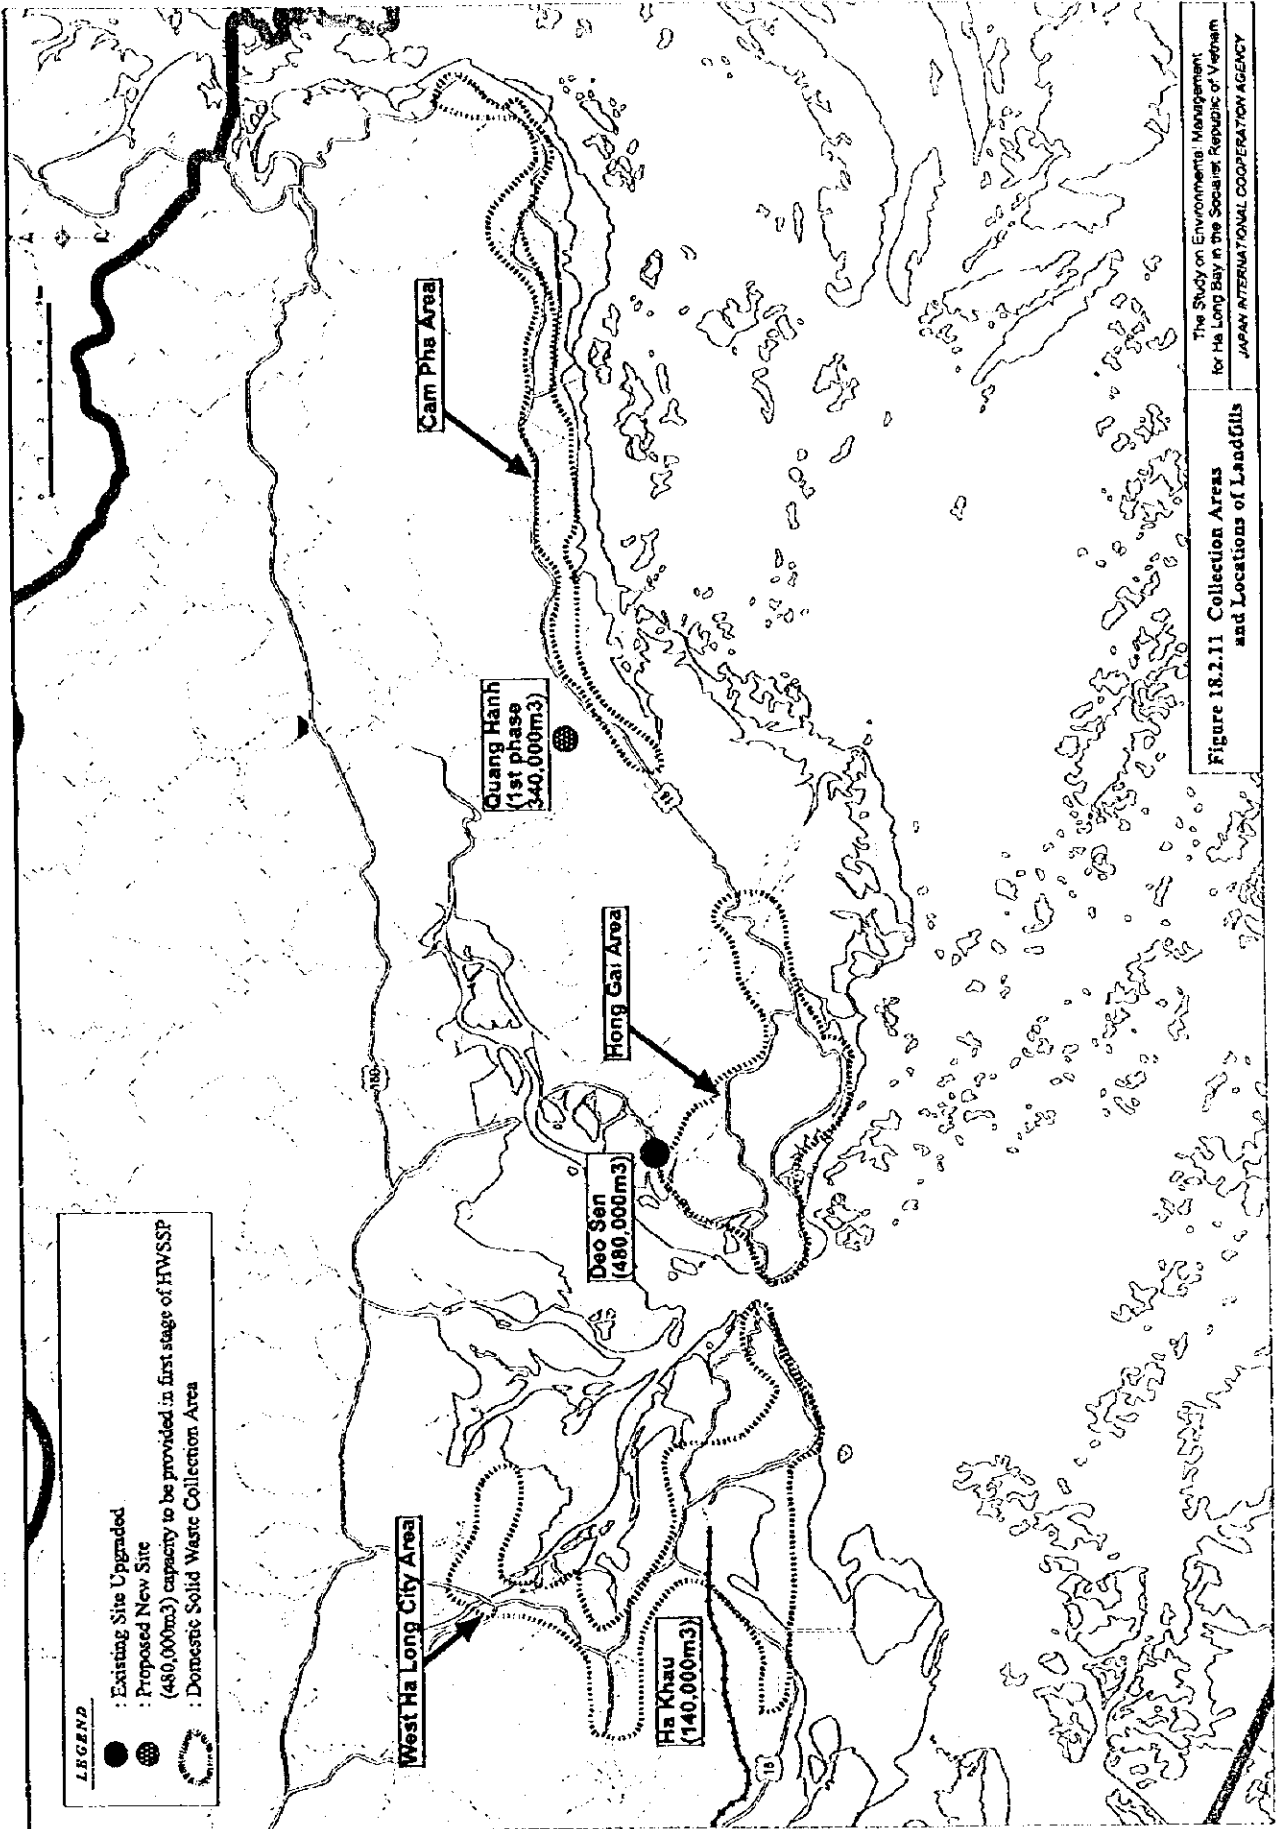 LEGEND
: Existing Site Upgraded
: Proposed New Site
(480,000m3) capacity to be provided in first stage of HWSSP
: Domestic Solid Waste Collection Area
West Ha Long City Area
Ha Khau
(140,000m3)
18
Deo Sen
(480,000m3)
Hong Gai Area
180
Quang Hanh
(1st phase
340,000m3)
18
Cam Pha Area
Figure 18.2.11 Collection Areas
and Locations of Landfills
The Study on Environmental Management
for Ha Long Bay in the Socialist Republic of Vietnam
JAPAN INTERNATIONAL COOPERATION AGENCY